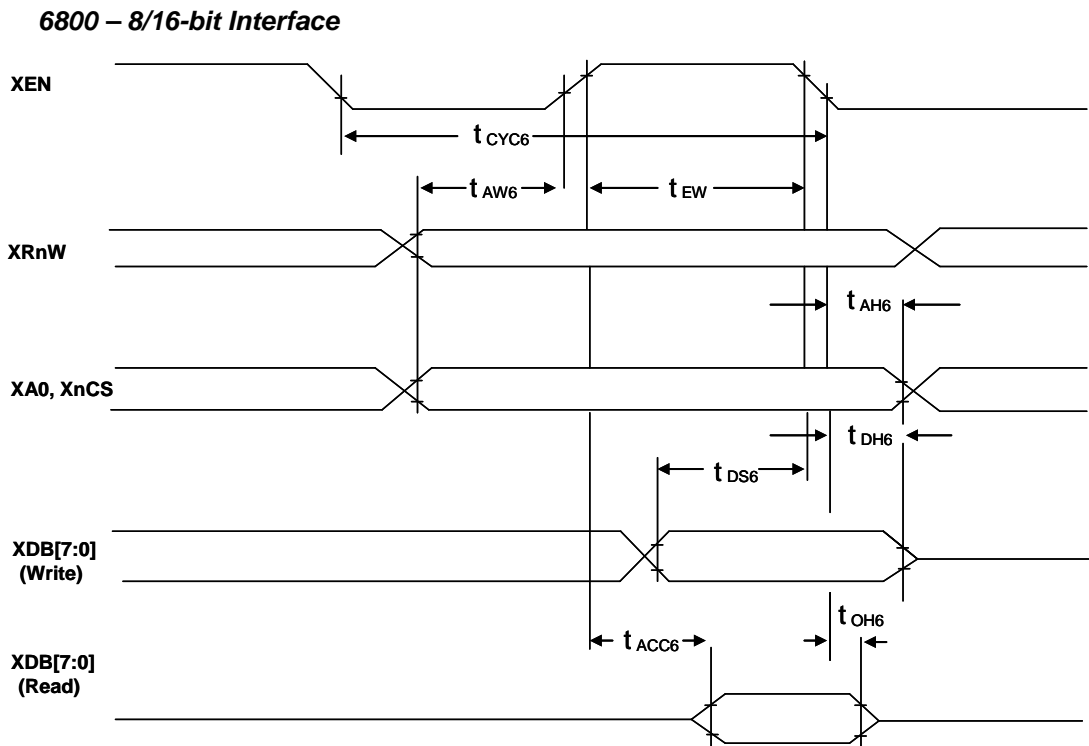 6800 – 8/16-bit Interface
XEN
t CYC6
t AW6
t EW
XRnW
t AH6
XA0, XnCS
t DH6
t DS6
XDB[7:0]
(Write)
t OH6
t ACC6
XDB[7:0]
(Read)